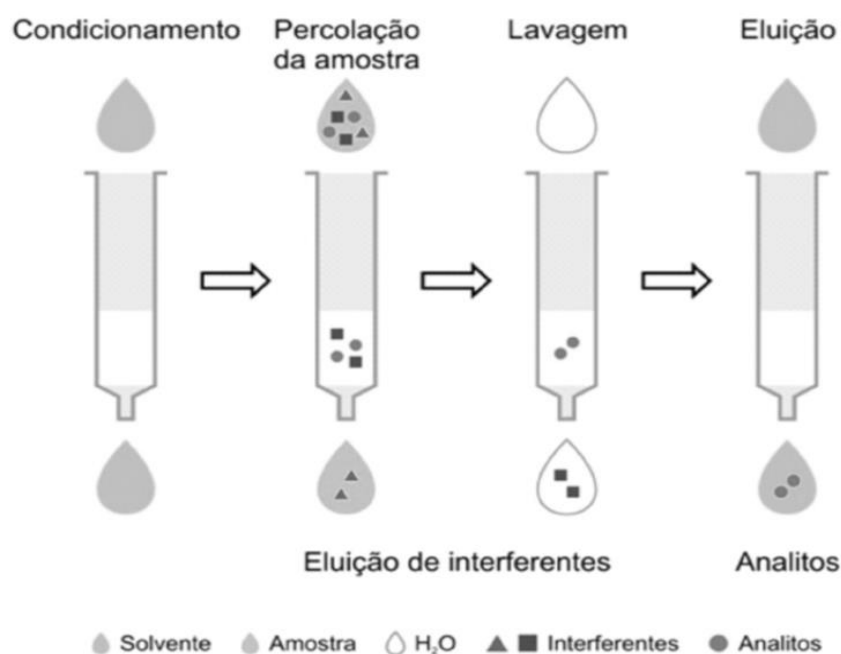 Condicionamento
Percolação
da amostra
Lavagem
Eluição
Eluição de interferentes
Analitos
Solvente
Amostra
H₂O
Interferentes
Analitos